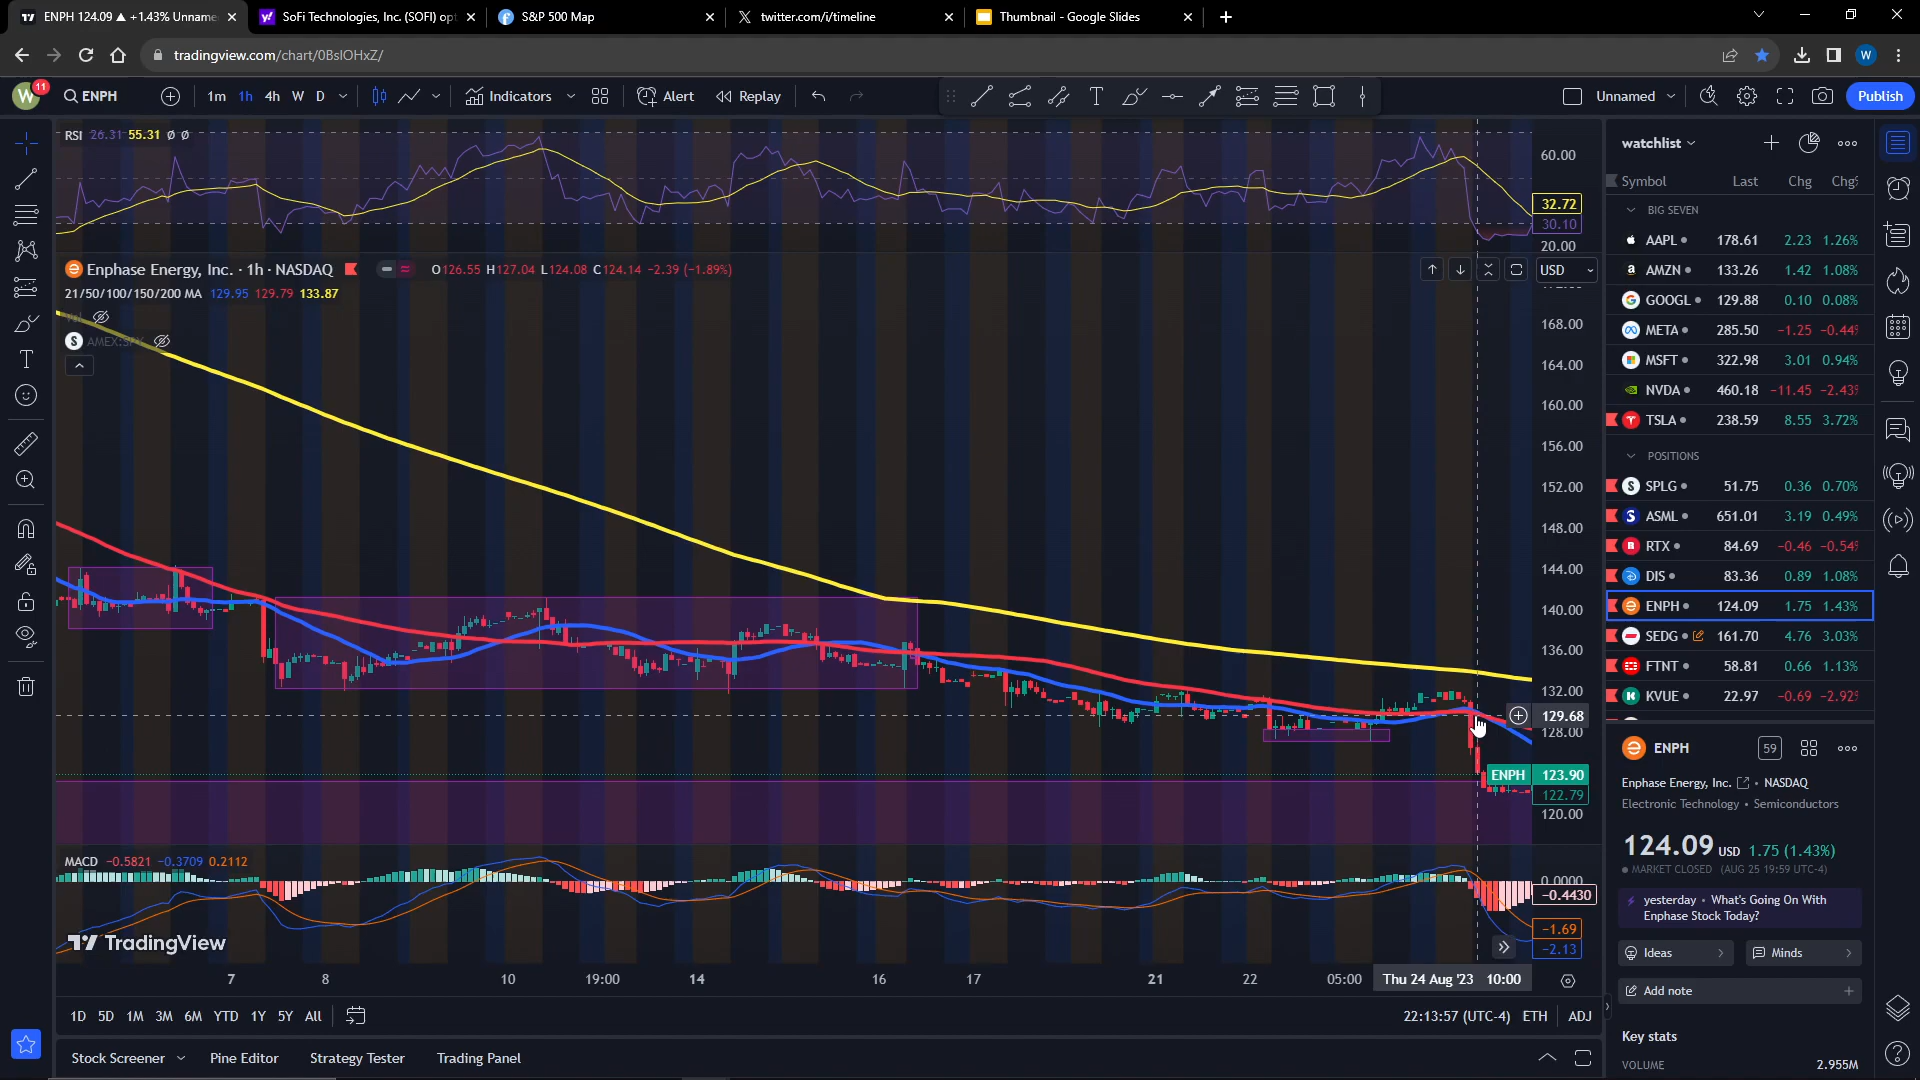 ENPH 124.09 ▲ +1.43% Unname
SoFi Technologies, Inc. (SOFI) opt
S&P 500 Map
twitter.com/i/timeline
Thumbnail - Google Slides
tradingview.com/chart/0BsIOHxZ/
W
W 11
ENPH
1m 1h 4h W D
Indicators
Alert
Replay
Unnamed
Publish
RSI 26.31 55.31 Ø Ø
60.00
32.72
30.10
20.00
Enphase Energy, Inc. · 1h · NASDAQ
O126.55 H127.04 L124.08 C124.14 -2.39 (-1.89%)
USD
21/50/100/150/200 MA 129.95 129.79 133.87
Vol
S AMEX:SPY
168.00
164.00
160.00
156.00
152.00
148.00
144.00
140.00
136.00
132.00
129.68
128.00
ENPH 123.90
122.79
120.00
MACD -0.5821 -0.3709 0.2112
0.0000
-0.4430
-1.69
-2.13
TradingView
7 8 10 19:00 14 16 17 21 22 05:00 Thu 24 Aug '23 10:00
1D 5D 1M 3M 6M YTD 1Y 5Y All
22:13:57 (UTC-4) ETH ADJ
Stock Screener Pine Editor Strategy Tester Trading Panel
watchlist
Symbol Last Chg Chg%
BIG SEVEN
AAPL 178.61 2.23 1.26%
AMZN 133.26 1.42 1.08%
GOOGL 129.88 0.10 0.08%
META 285.50 -1.25 -0.44%
MSFT 322.98 3.01 0.94%
NVDA 460.18 -11.45 -2.43%
TSLA 238.59 8.55 3.72%
POSITIONS
SPLG 51.75 0.36 0.70%
ASML 651.01 3.19 0.49%
RTX 84.69 -0.46 -0.54%
DIS 83.36 0.89 1.08%
ENPH 124.09 1.75 1.43%
SEDG 161.70 4.76 3.03%
FTNT 58.81 0.66 1.13%
KVUE 22.97 -0.69 -2.92%
ENPH
59
Enphase Energy, Inc. • NASDAQ
Electronic Technology • Semiconductors
124.09 USD 1.75 (1.43%)
MARKET CLOSED (AUG 25 19:59 UTC-4)
yesterday • What's Going On With
Enphase Stock Today?
Ideas
Minds
Add note
Key stats
VOLUME 2.955M